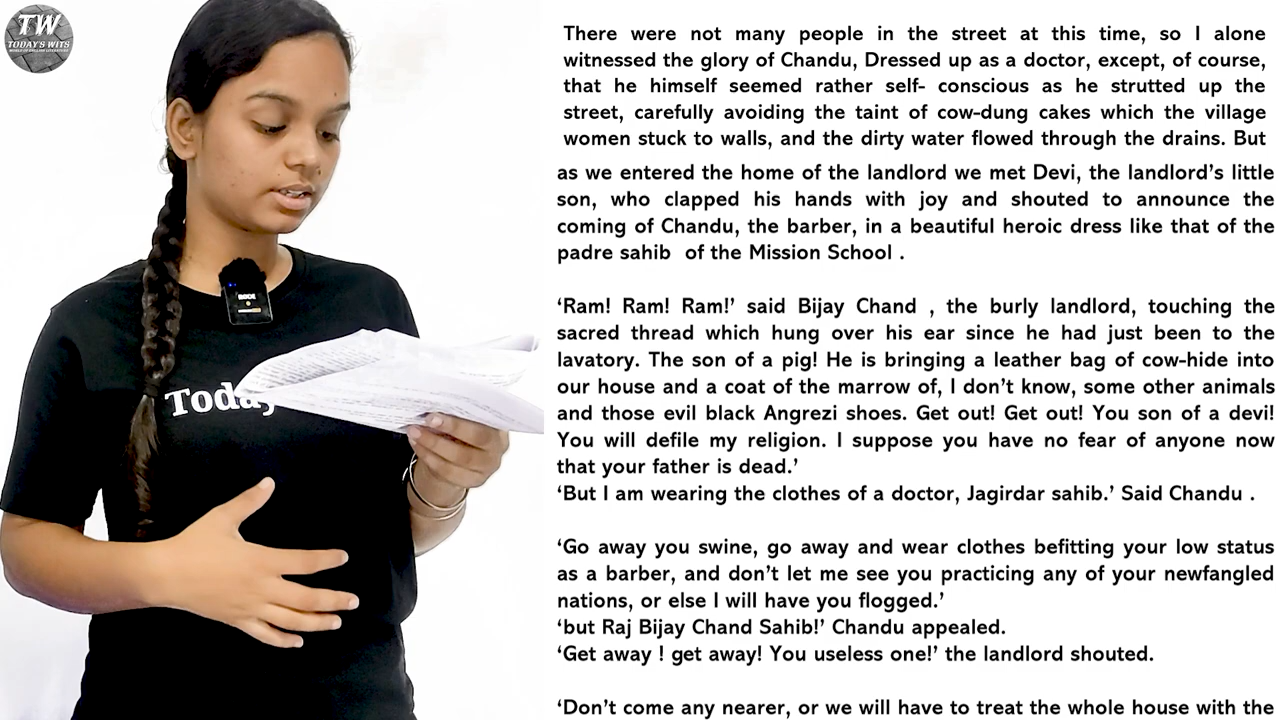 TW
TODAY'S WITS
There were not many people in the street at this time, so I alone
witnessed the glory of Chandu, Dressed up as a doctor, except, of course,
that he himself seemed rather self- conscious as he strutted up the
street, carefully avoiding the taint of cow-dung cakes which the village
women stuck to walls, and the dirty water flowed through the drains. But
as we entered the home of the landlord we met Devi, the landlord’s little
son, who clapped his hands with joy and shouted to announce the
coming of Chandu, the barber, in a beautiful heroic dress like that of the
padre sahib of the Mission School .
‘Ram! Ram! Ram!’ said Bijay Chand , the burly landlord, touching the
sacred thread which hung over his ear since he had just been to the
lavatory. The son of a pig! He is bringing a leather bag of cow-hide into
our house and a coat of the marrow of, I don’t know, some other animals
and those evil black Angrezi shoes. Get out! Get out! You son of a devi!
You will defile my religion. I suppose you have no fear of anyone now
that your father is dead.’
‘But I am wearing the clothes of a doctor, Jagirdar sahib.’ Said Chandu .
‘Go away you swine, go away and wear clothes befitting your low status
as a barber, and don’t let me see you practicing any of your newfangled
nations, or else I will have you flogged.’
‘but Raj Bijay Chand Sahib!’ Chandu appealed.
‘Get away ! get away! You useless one!’ the landlord shouted.
‘Don’t come any nearer, or we will have to treat the whole house with the
Today
RODE